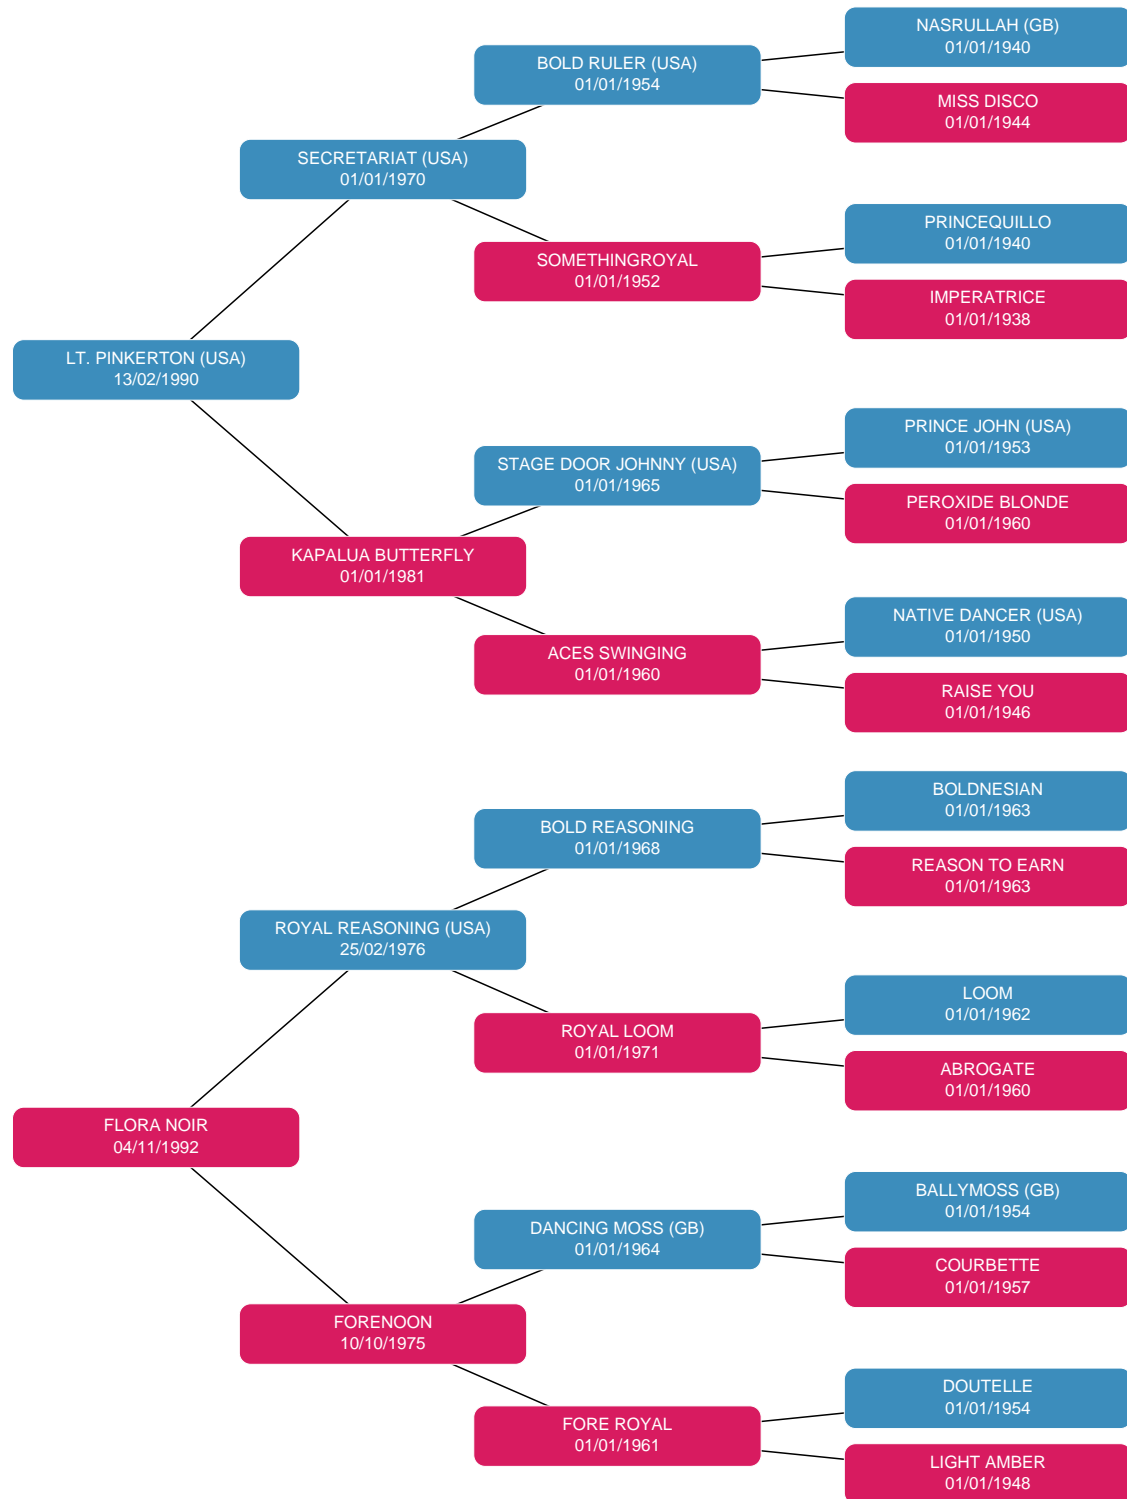 NASRULLAH (GB)
01/01/1940
BOLD RULER (USA)
01/01/1954
MISS DISCO
01/01/1944
SECRETARIAT (USA)
01/01/1970
PRINCEQUILLO
01/01/1940
SOMETHINGROYAL
01/01/1952
IMPERATRICE
01/01/1938
LT. PINKERTON (USA)
13/02/1990
PRINCE JOHN (USA)
01/01/1953
STAGE DOOR JOHNNY (USA)
01/01/1965
PEROXIDE BLONDE
01/01/1960
KAPALUA BUTTERFLY
01/01/1981
NATIVE DANCER (USA)
01/01/1950
ACES SWINGING
01/01/1960
RAISE YOU
01/01/1946
BOLDNESIAN
01/01/1963
BOLD REASONING
01/01/1968
REASON TO EARN
01/01/1963
ROYAL REASONING (USA)
25/02/1976
LOOM
01/01/1962
ROYAL LOOM
01/01/1971
ABROGATE
01/01/1960
FLORA NOIR
04/11/1992
BALLYMOSS (GB)
01/01/1954
DANCING MOSS (GB)
01/01/1964
COURBETTE
01/01/1957
FORENOON
10/10/1975
DOUTELLE
01/01/1954
FORE ROYAL
01/01/1961
LIGHT AMBER
01/01/1948